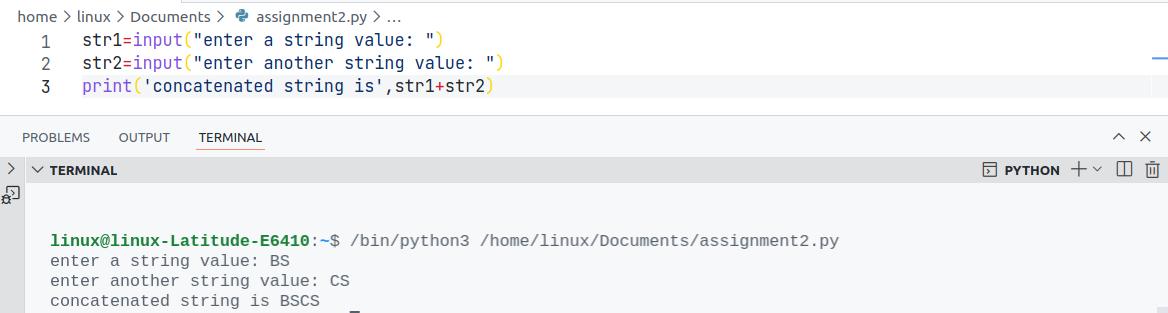 home > linux > Documents > assignment2.py > ...
1 str1=input("enter a string value: ")
2 str2=input("enter another string value: ")
3 print('concatenated string is',str1+str2)
PROBLEMS OUTPUT TERMINAL
TERMINAL PYTHON
linux@linux-Latitude-E6410:~$ /bin/python3 /home/linux/Documents/assignment2.py
enter a string value: BS
enter another string value: CS
concatenated string is BSCS